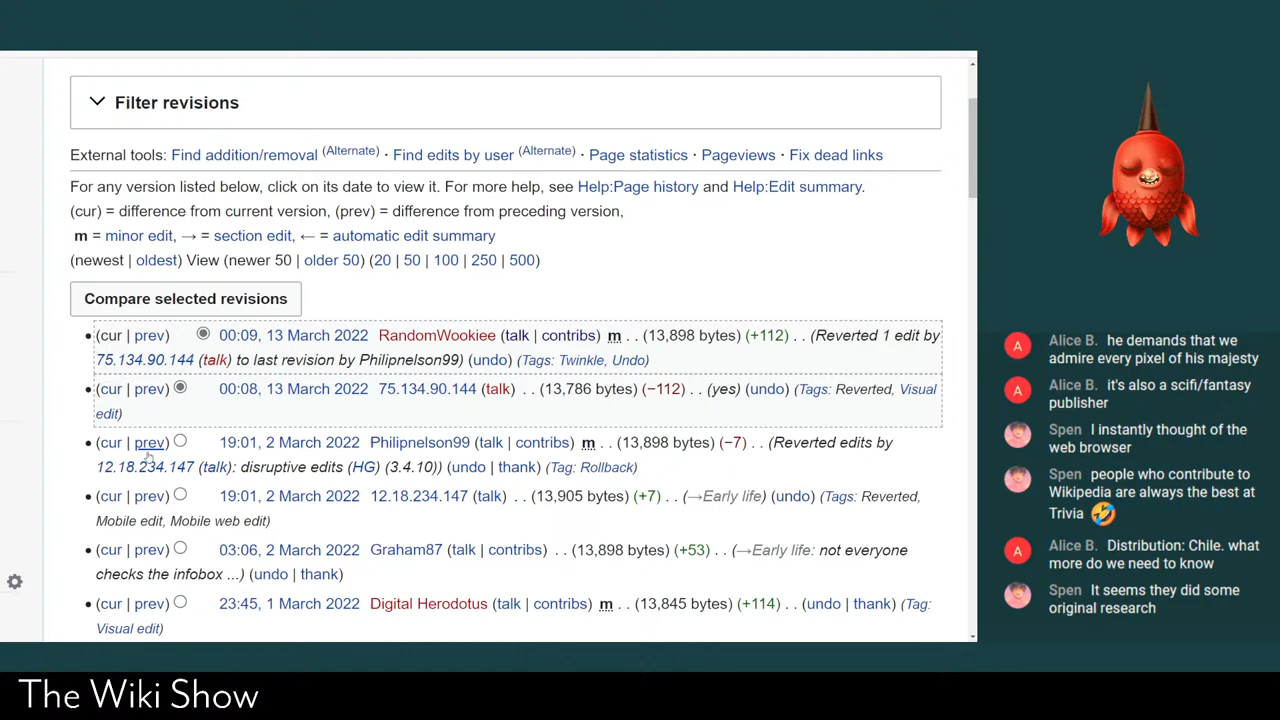 Filter revisions
External tools: Find addition/removal (Alternate) · Find edits by user (Alternate) · Page statistics · Pageviews · Fix dead links
For any version listed below, click on its date to view it. For more help, see Help:Page history and Help:Edit summary.
(cur) = difference from current version, (prev) = difference from preceding version,
m = minor edit, → = section edit, ← = automatic edit summary
(newest | oldest) View (newer 50 | older 50) (20 | 50 | 100 | 250 | 500)
Compare selected revisions
• (cur | prev) 00:09, 13 March 2022 RandomWookiee (talk | contribs) m . . (13,898 bytes) (+112) . . (Reverted 1 edit by
75.134.90.144 (talk) to last revision by Philipnelson99) (undo) (Tags: Twinkle, Undo)
• (cur | prev) 00:08, 13 March 2022 75.134.90.144 (talk) . . (13,786 bytes) (−112) . . (yes) (undo) (Tags: Reverted, Visual
edit)
• (cur | prev) 19:01, 2 March 2022 Philipnelson99 (talk | contribs) m . . (13,898 bytes) (−7) . . (Reverted edits by
12.18.234.147 (talk): disruptive edits (HG) (3.4.10)) (undo | thank) (Tag: Rollback)
• (cur | prev) 19:01, 2 March 2022 12.18.234.147 (talk) . . (13,905 bytes) (+7) . . (→Early life) (undo) (Tags: Reverted,
Mobile edit, Mobile web edit)
• (cur | prev) 03:06, 2 March 2022 Graham87 (talk | contribs) . . (13,898 bytes) (+53) . . (→Early life: not everyone
checks the infobox ...) (undo | thank)
• (cur | prev) 23:45, 1 March 2022 Digital Herodotus (talk | contribs) m . . (13,845 bytes) (+114) . . (undo | thank) (Tag:
Visual edit)
A Alice B. he demands that we
admire every pixel of his majesty
A Alice B. it's also a scifi/fantasy
publisher
Spen I instantly thought of the
web browser
Spen people who contribute to
Wikipedia are always the best at
Trivia 🤣
A Alice B. Distribution: Chile. what
more do we need to know
Spen It seems they did some
original research
The Wiki Show